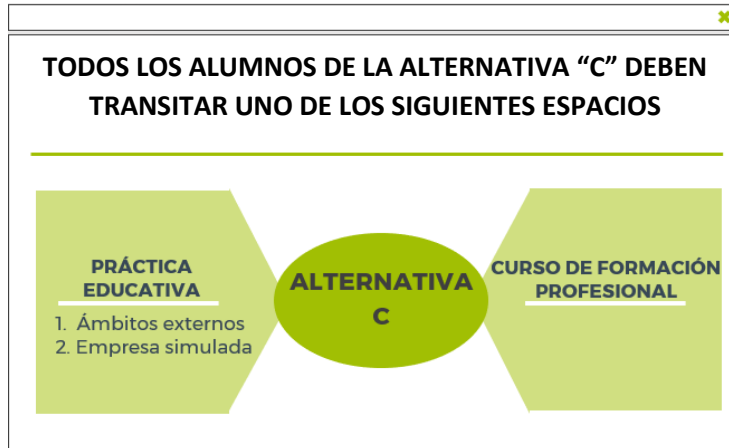 TODOS LOS ALUMNOS DE LA ALTERNATIVA “C” DEBEN
TRANSITAR UNO DE LOS SIGUIENTES ESPACIOS
PRÁCTICA
EDUCATIVA
1. Ámbitos externos
2. Empresa simulada
ALTERNATIVA
C
CURSO DE FORMACIÓN
PROFESIONAL